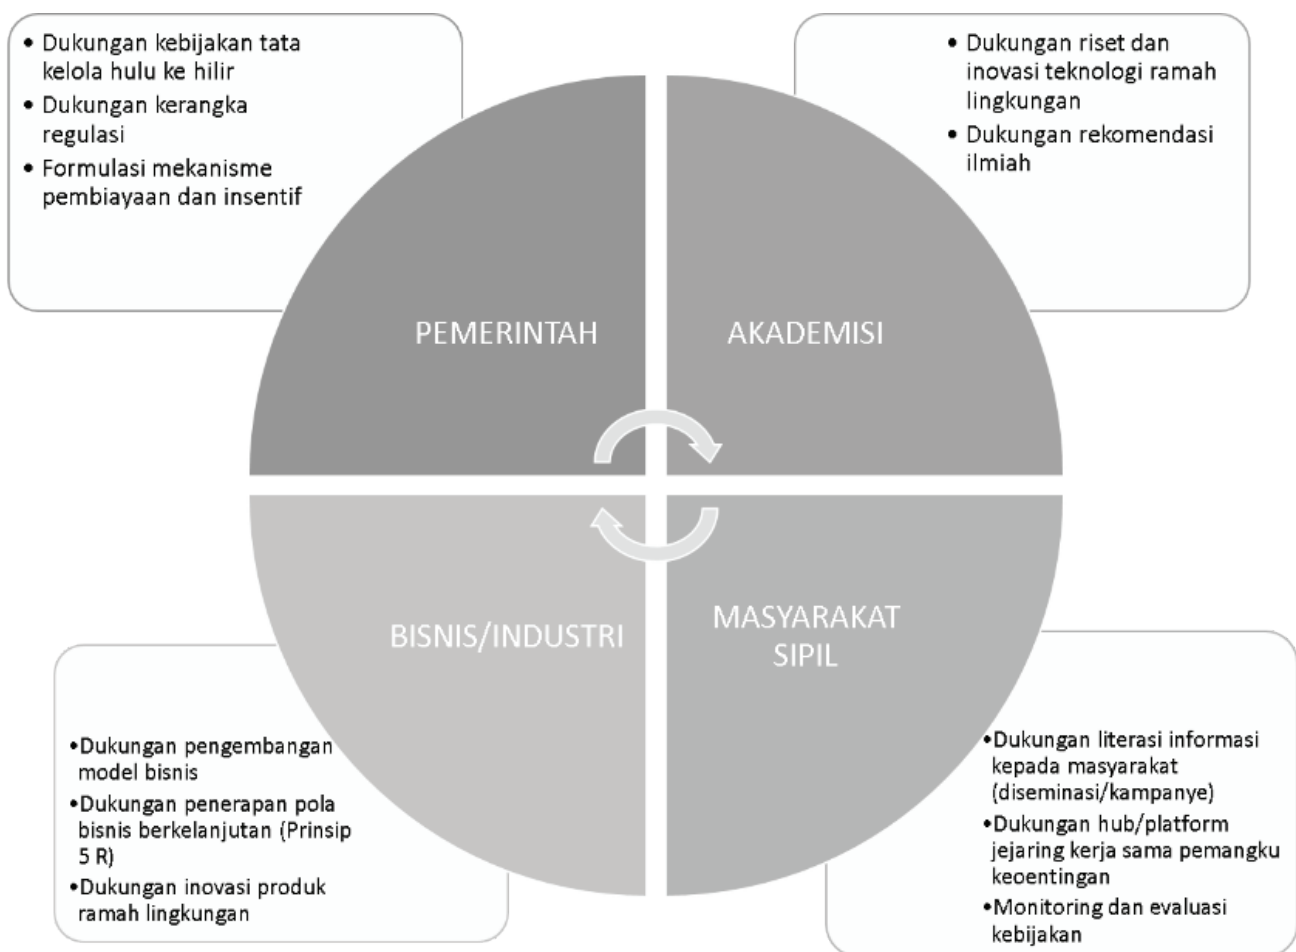 • Dukungan kebijakan tata
kelola hulu ke hilir
• Dukungan kerangka
regulasi
• Formulasi mekanisme
pembiayaan dan insentif
• Dukungan riset dan
inovasi teknologi ramah
lingkungan
• Dukungan rekomendasi
ilmiah
PEMERINTAH
AKADEMISI
BISNIS/INDUSTRI
MASYARAKAT
SIPIL
•Dukungan pengembangan
model bisnis
•Dukungan penerapan pola
bisnis berkelanjutan (Prinsip
5 R)
•Dukungan inovasi produk
ramah lingkungan
•Dukungan literasi informasi
kepada masyarakat
(diseminasi/kampanye)
•Dukungan hub/platform
jejaring kerja sama pemangku
keoentingan
•Monitoring dan evaluasi
kebijakan